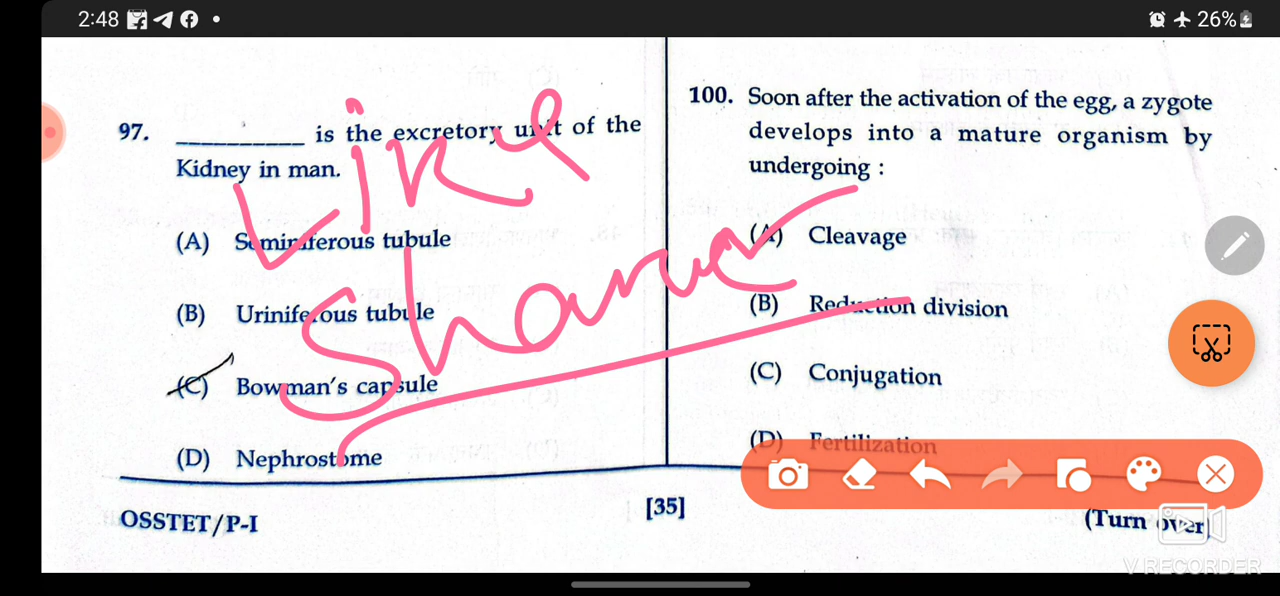 2:48
26%
97. __________ is the excretory unit of the
Kidney in man.
(A) Seminiferous tubule
(B) Uriniferous tubule
(C) Bowman's capsule
(D) Nephrostome
Like
Share
100. Soon after the activation of the egg, a zygote
develops into a mature organism by
undergoing :
(A) Cleavage
(B) Reduction division
(C) Conjugation
(D) Fertilization
OSSTET/P-I
[35]
(Turn over)
V RECORDER